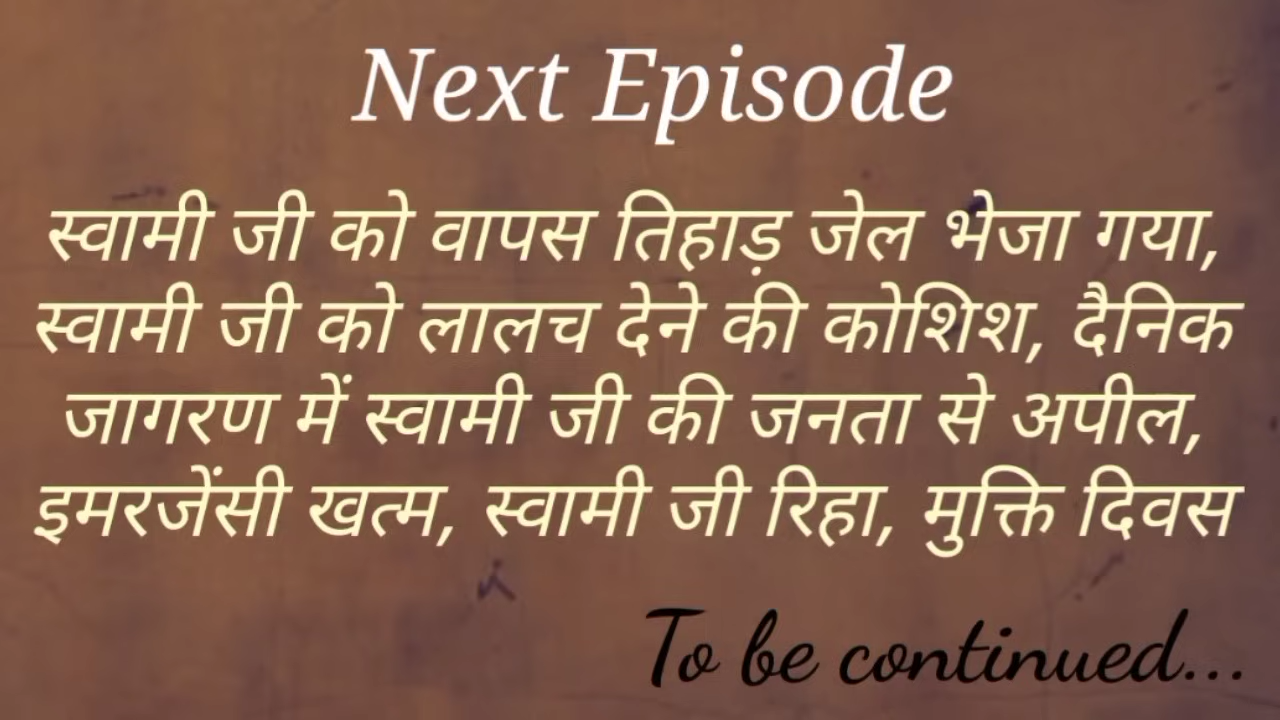 Next Episode
स्वामी जी को वापस तिहाड़ जेल भेजा गया,
स्वामी जी को लालच देने की कोशिश, दैनिक
जागरण में स्वामी जी की जनता से अपील,
इमरजेंसी खत्म, स्वामी जी रिहा, मुक्ति दिवस
To be continued...